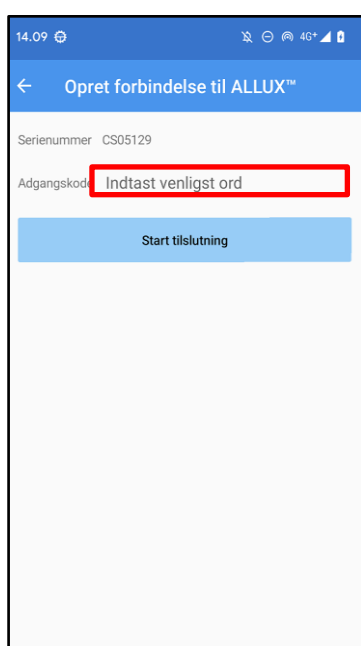 14.09 4G+
Opret forbindelse til ALLUX™
Serienummer CS05129
Adgangskode Indtast venligst ord
Start tilslutning